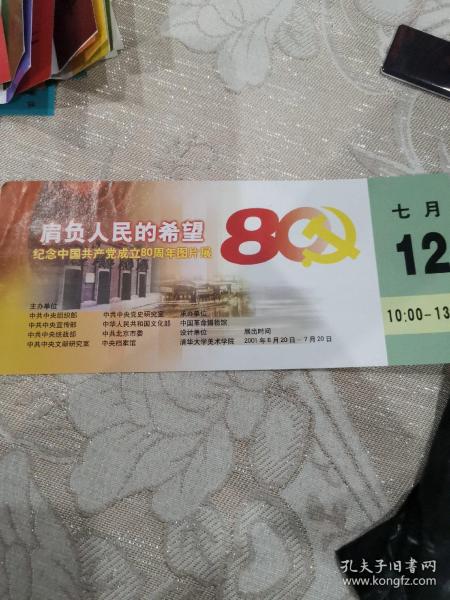 肩负人民的希望
纪念中国共产党成立80周年图片展
80
七月
12
10:00-13
主办单位
中共中央组织部 中共中央党史研究室
中共中央宣传部 中华人民共和国文化部
中共中央统战部 中共北京市委
中共中央文献研究室 中央档案馆
承办单位
中国革命博物馆
设计单位
清华大学美术学院
展出时间
2001年6月20日-7月20日
孔夫子旧书网
www.kongfz.com